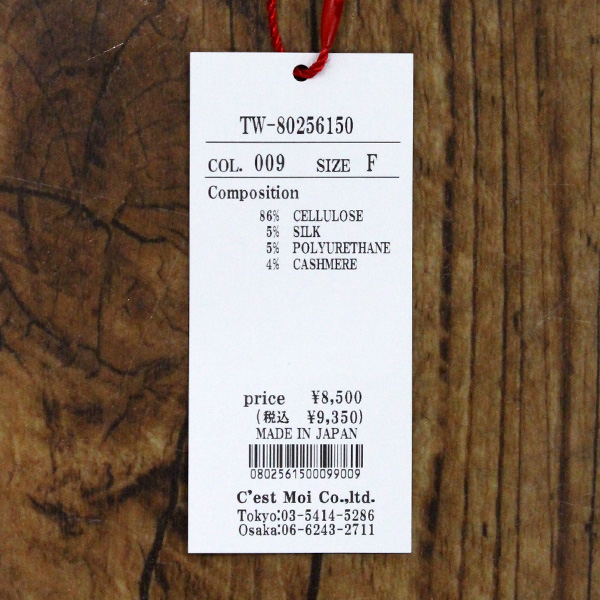 TW-80256150
COL. 009 SIZE F
Composition
86% CELLULOSE
5% SILK
5% POLYURETHANE
4% CASHMERE
price ¥8,500
(税込 ¥9,350)
MADE IN JAPAN
0802561500099009
C'est Moi Co.,ltd.
Tokyo:03-5414-5286
Osaka:06-6243-2711